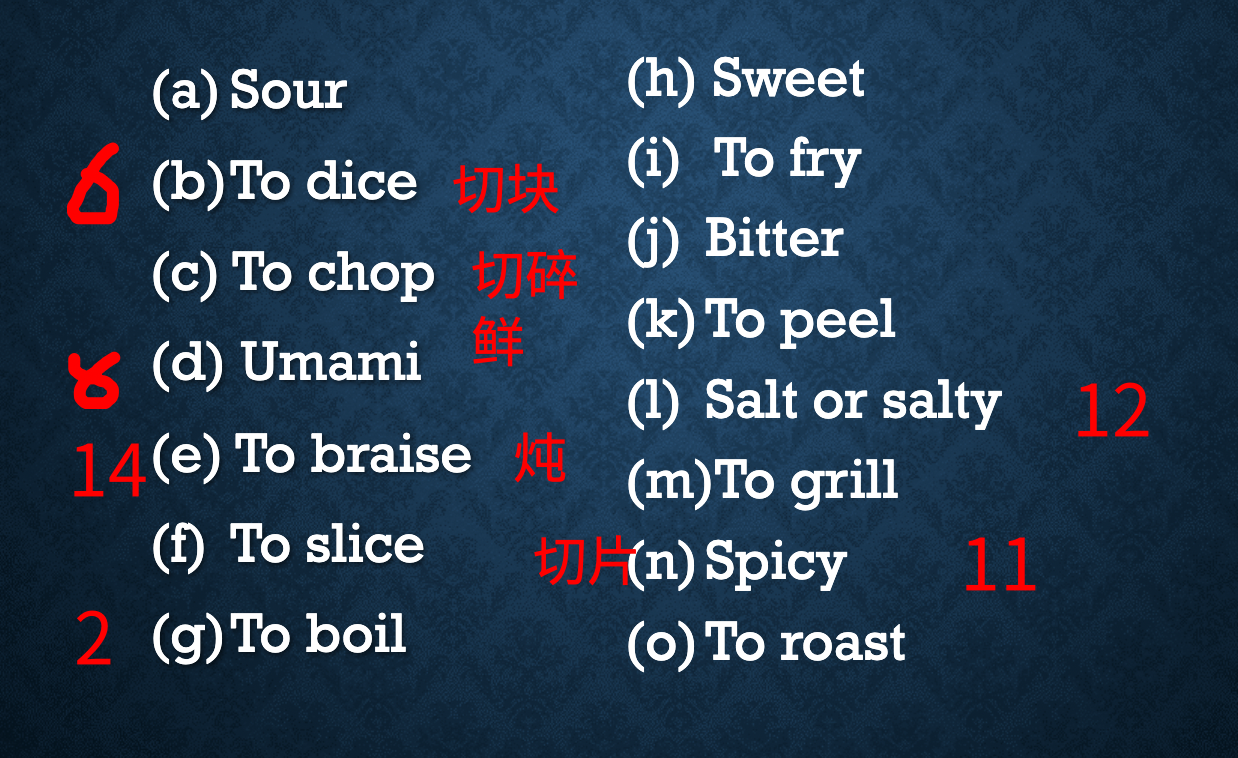 (a) Sour
6 (b) To dice 切块
(c) To chop 切碎
(d) Umami 鲜
8
14 (e) To braise 炖
(f) To slice 切片
2 (g) To boil
(h) Sweet
(i) To fry
(j) Bitter
(k) To peel
(l) Salt or salty 12
(m) To grill
(n) Spicy 11
(o) To roast